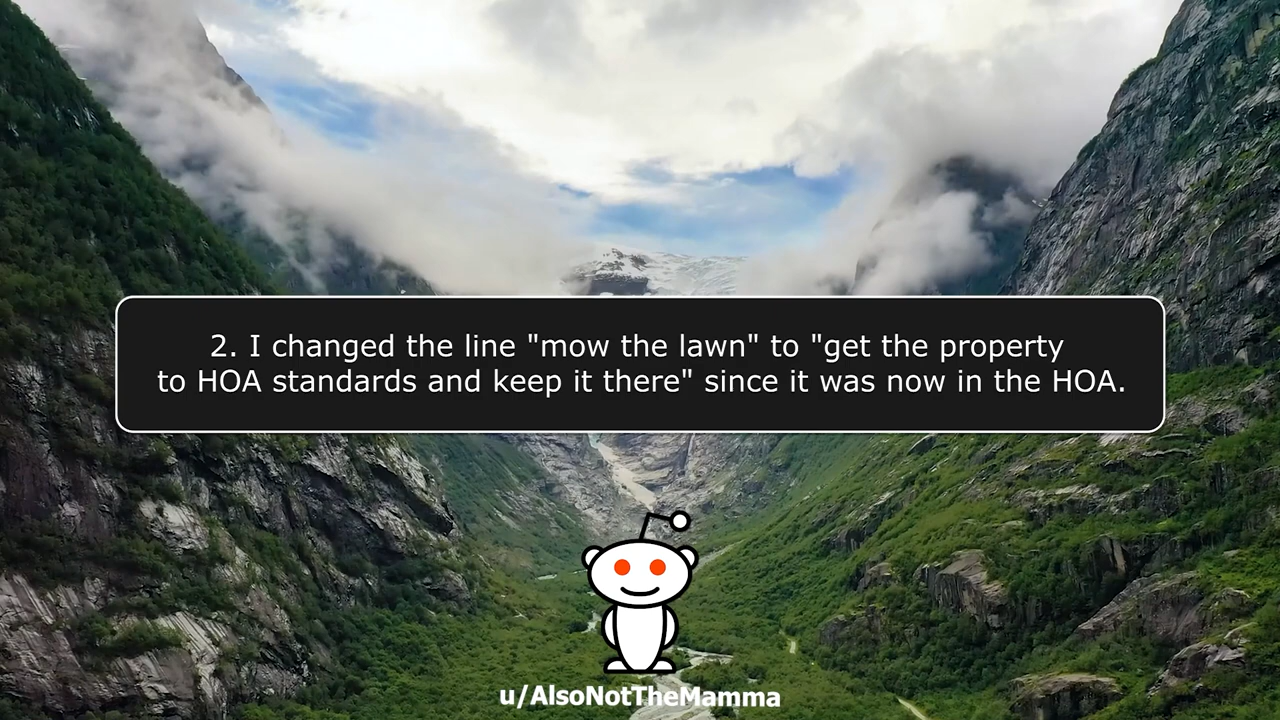 2. I changed the line "mow the lawn" to "get the property
to HOA standards and keep it there" since it was now in the HOA.
u/AlsoNotTheMamma